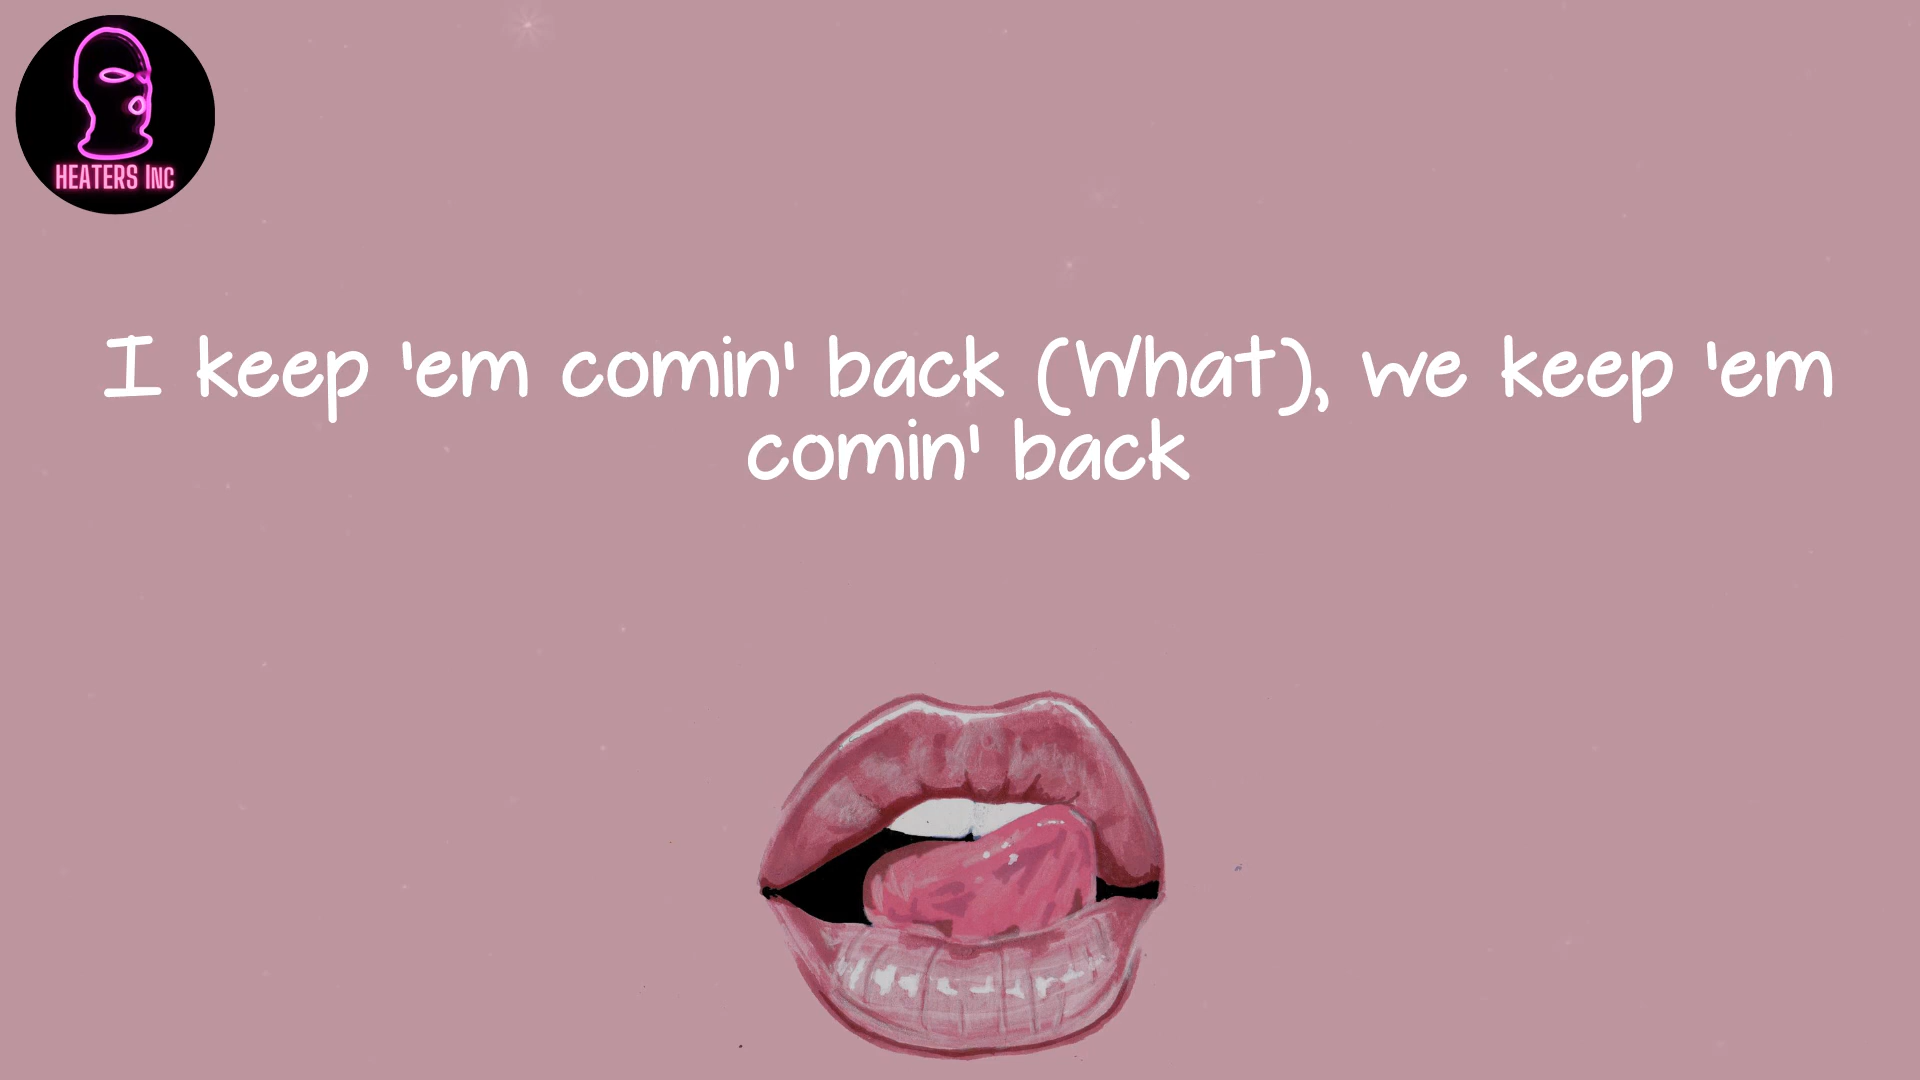 HEATERS INC
I keep 'em comin' back (What), we keep 'em
comin' back